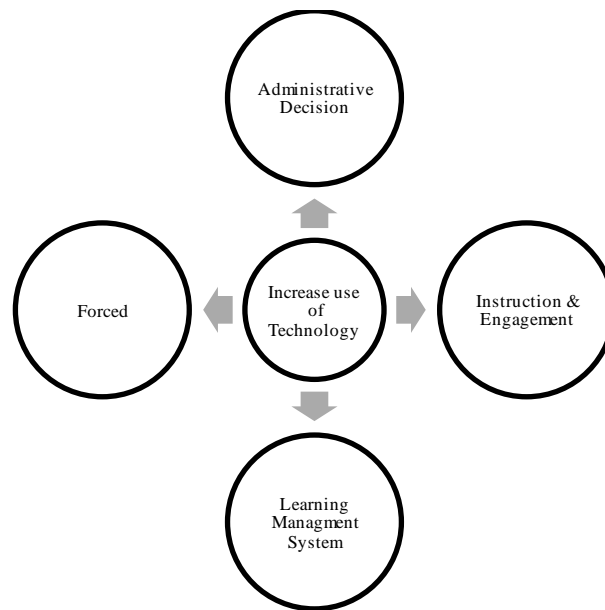 Administrative
Decision
Forced
Increase use
of
Technology
Instruction &
Engagement
Learning
Managment
System